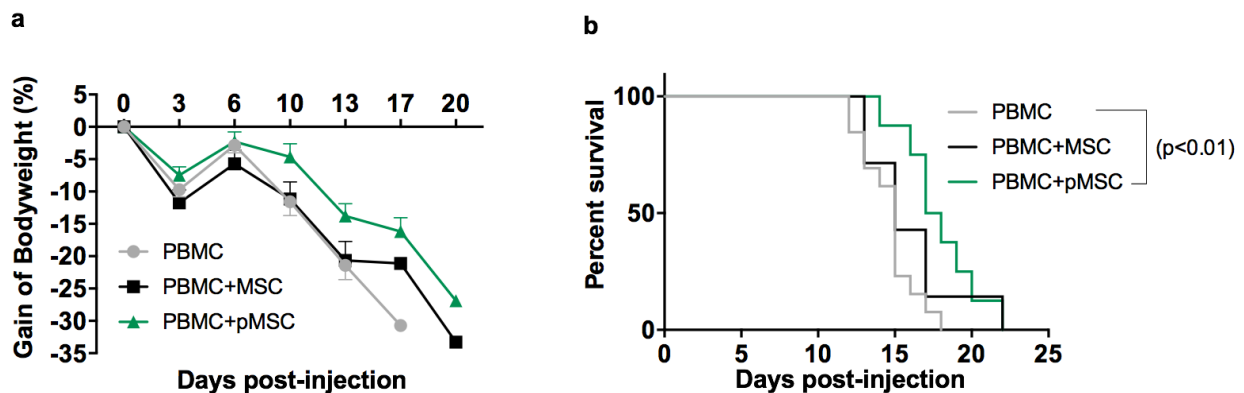 a
Gain of Bodyweight (%)
5
0
-5
-10
-15
-20
-25
-30
-35
0 3 6 10 13 17 20
PBMC
PBMC+MSC
PBMC+pMSC
Days post-injection
b
Percent survival
100
50
0
PBMC
PBMC+MSC
PBMC+pMSC
(p<0.01)
0 5 10 15 20 25
Days post-injection